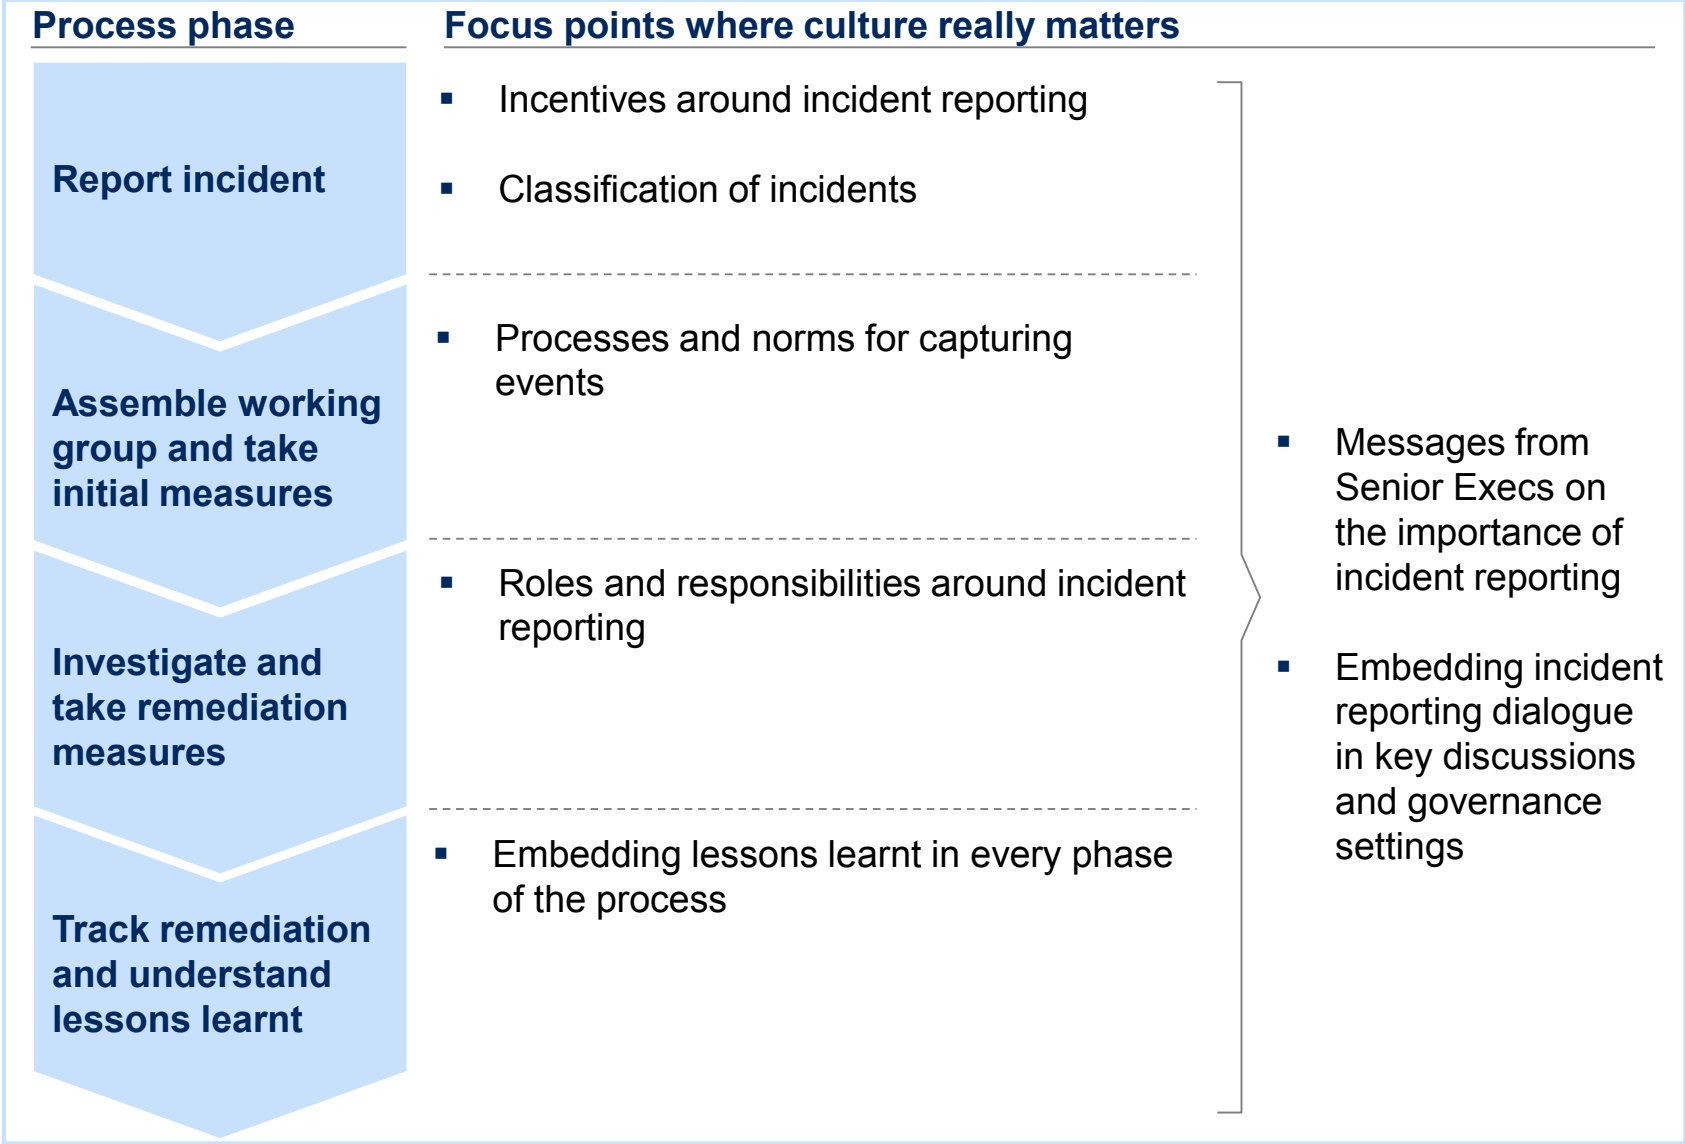 Process phase
Focus points where culture really matters
Report incident
▪ Incentives around incident reporting
▪ Classification of incidents
Assemble working
group and take
initial measures
▪ Processes and norms for capturing
events
Investigate and
take remediation
measures
▪ Roles and responsibilities around incident
reporting
Track remediation
and understand
lessons learnt
▪ Embedding lessons learnt in every phase
of the process
▪ Messages from
Senior Execs on
the importance of
incident reporting
▪ Embedding incident
reporting dialogue
in key discussions
and governance
settings